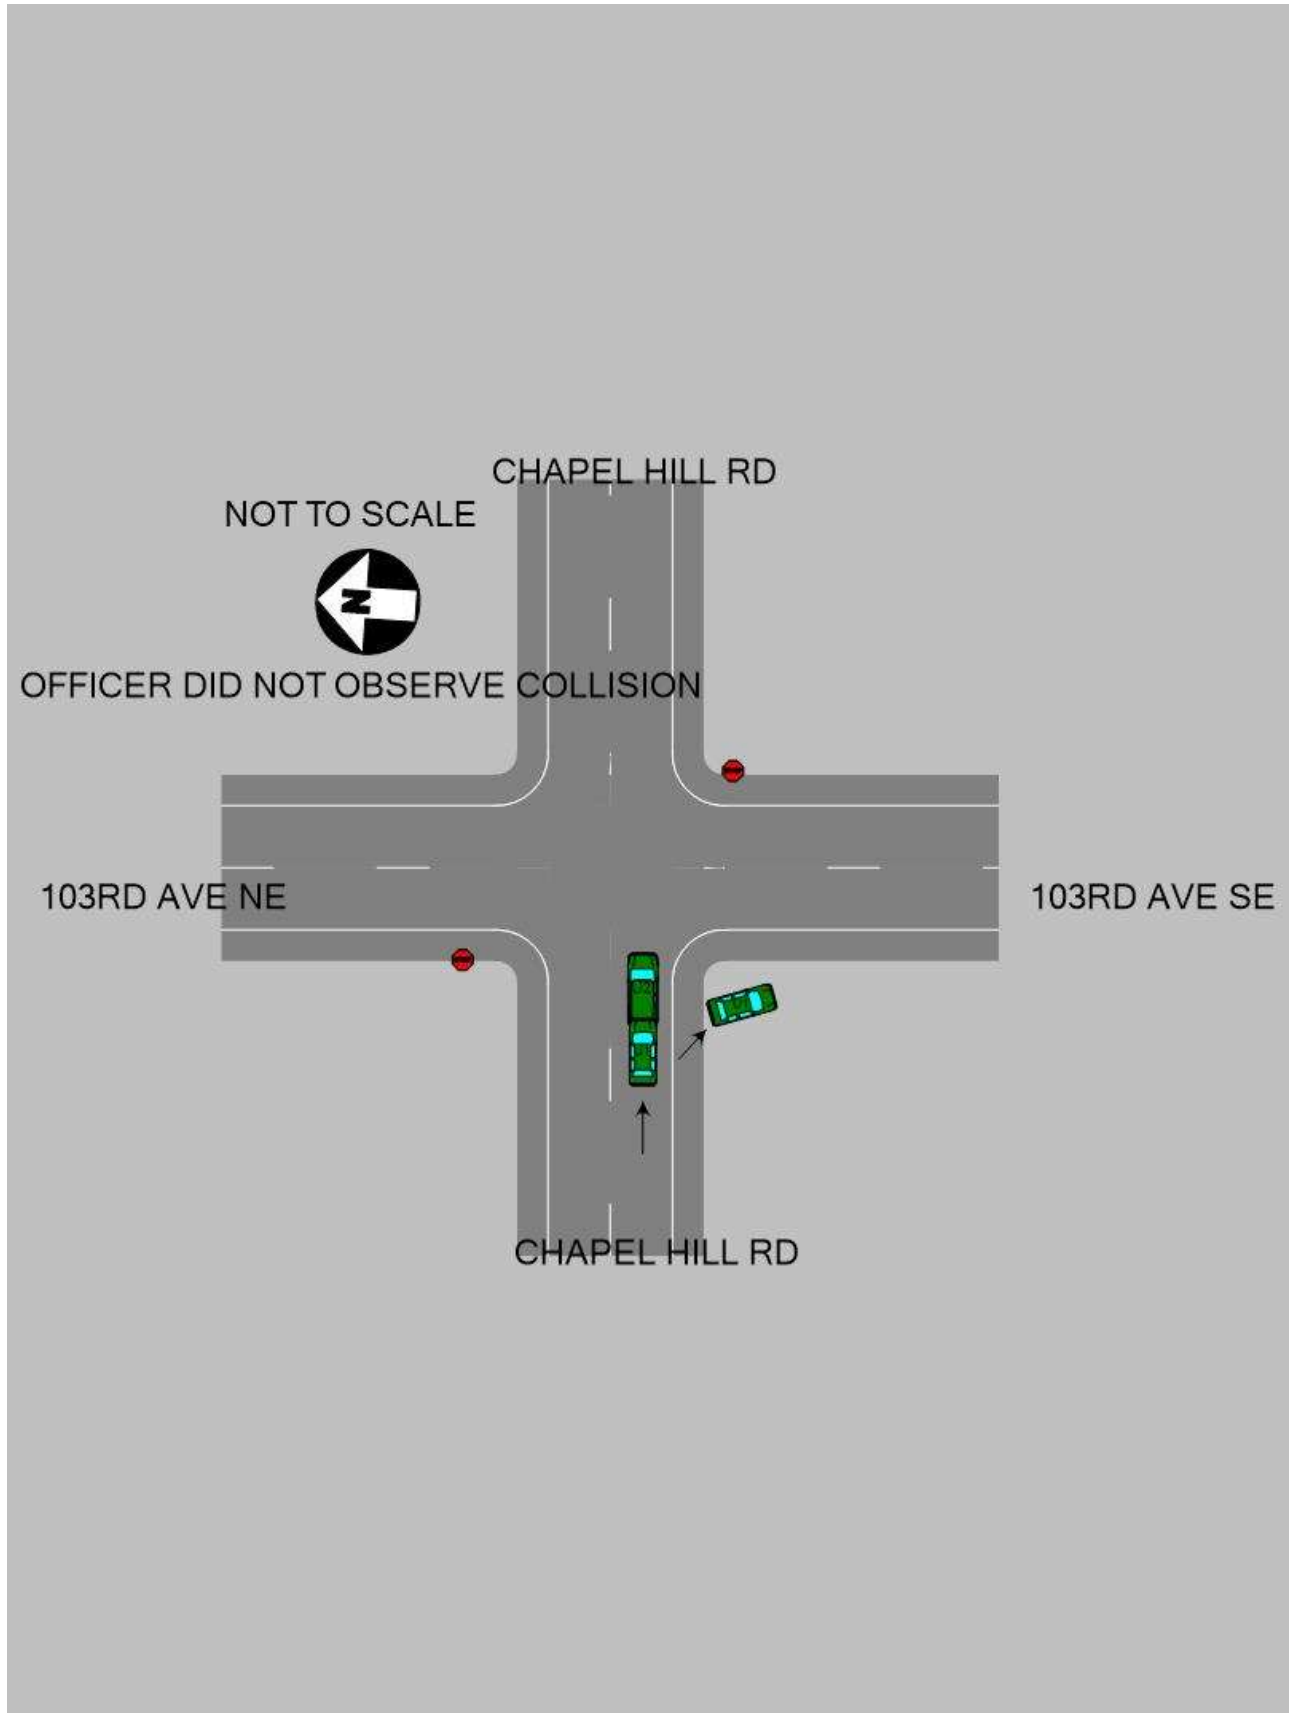 CHAPEL HILL RD
NOT TO SCALE
N
OFFICER DID NOT OBSERVE COLLISION
103RD AVE NE
103RD AVE SE
CHAPEL HILL RD